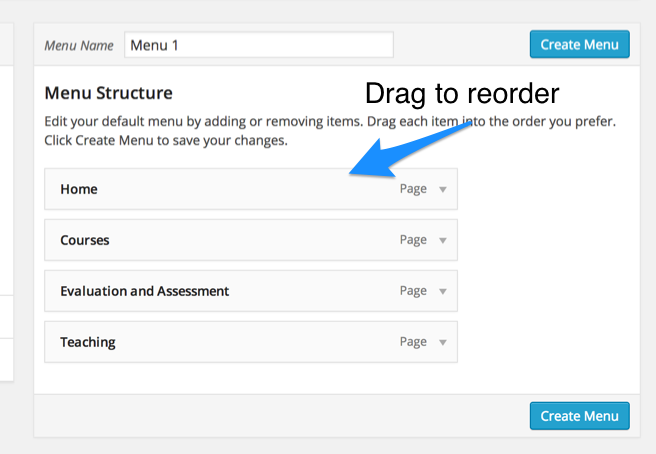 Menu Name Menu 1 Create Menu
Menu Structure
Drag to reorder
Edit your default menu by adding or removing items. Drag each item into the order you prefer.
Click Create Menu to save your changes.
Home Page
Courses Page
Evaluation and Assessment Page
Teaching Page
Create Menu